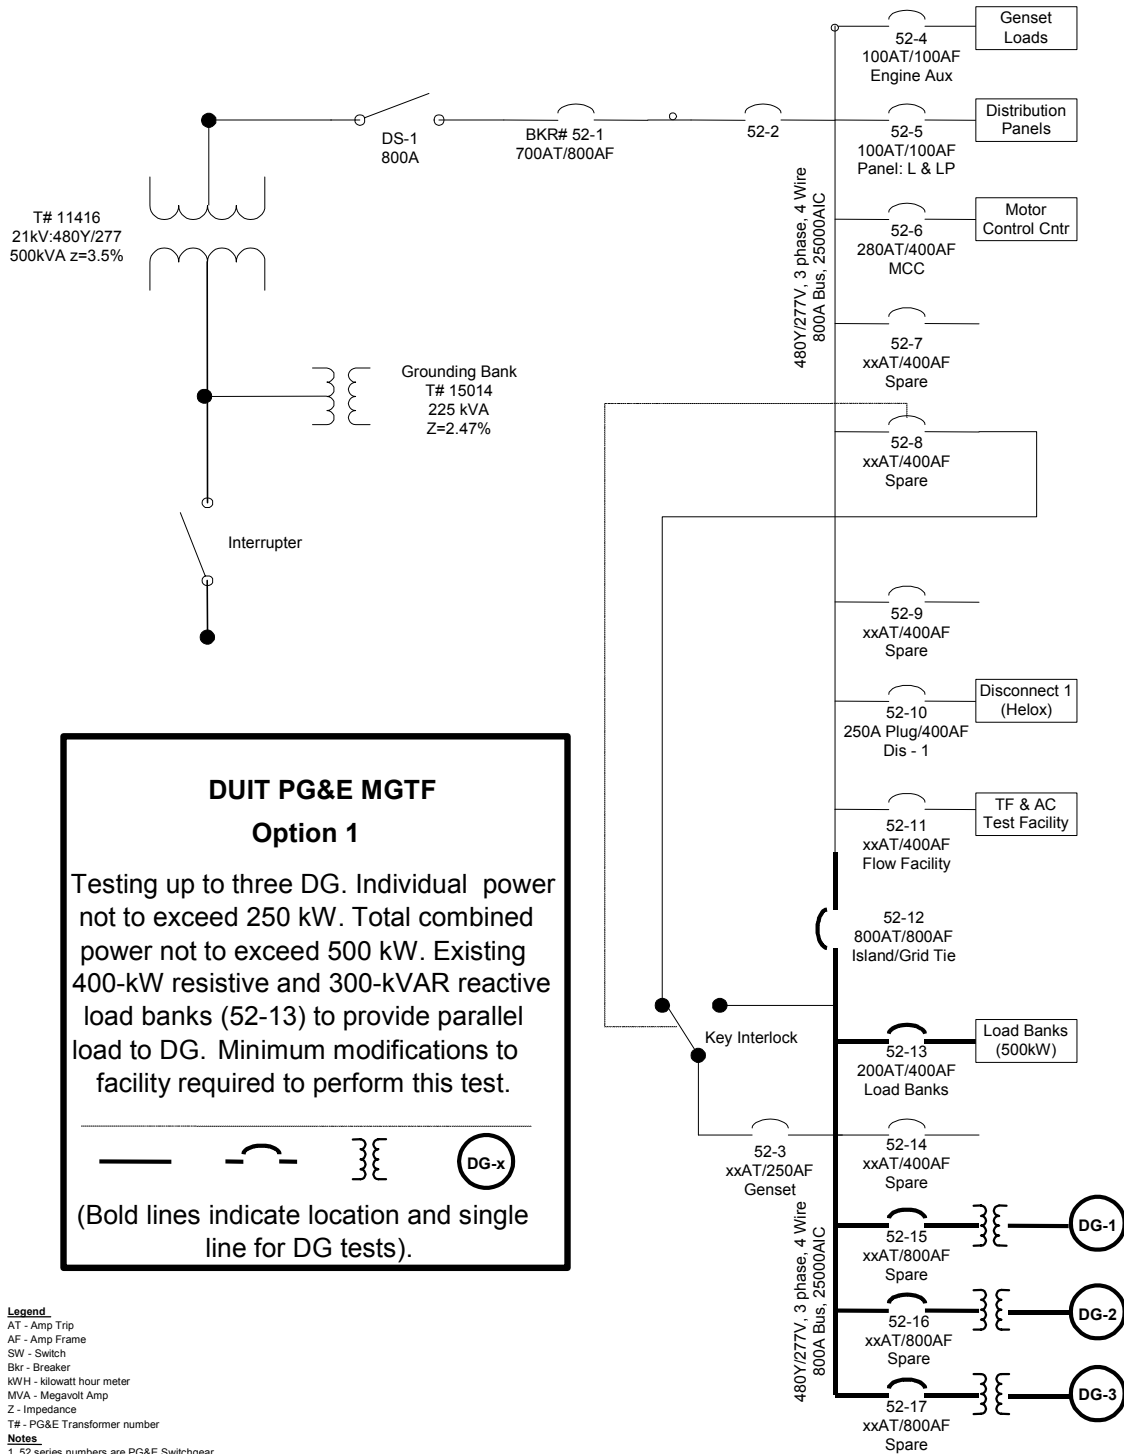 52-4
100AT/100AF
Engine Aux
Genset
Loads
DS-1
800A
BKR# 52-1
700AT/800AF
52-2
52-5
100AT/100AF
Panel: L & LP
Distribution
Panels
T# 11416
21kV:480Y/277
500kVA z=3.5%
480Y/277V, 3 phase, 4 Wire
800A Bus, 25000AIC
52-6
280AT/400AF
MCC
Motor
Control Cntr
52-7
xxAT/400AF
Spare
Grounding Bank
T# 15014
225 kVA
Z=2.47%
52-8
xxAT/400AF
Spare
Interrupter
52-9
xxAT/400AF
Spare
52-10
250A Plug/400AF
Dis - 1
Disconnect 1
(Helox)
52-11
xxAT/400AF
Flow Facility
TF & AC
Test Facility
52-12
800AT/800AF
Island/Grid Tie
Key Interlock
52-13
200AT/400AF
Load Banks
Load Banks
(500kW)
52-3
xxAT/250AF
Genset
52-14
xxAT/400AF
Spare
480Y/277V, 3 phase, 4 Wire
800A Bus, 25000AIC
52-15
xxAT/800AF
Spare
DG-1
52-16
xxAT/800AF
Spare
DG-2
52-17
xxAT/800AF
Spare
DG-3
DUIT PG&E MGTF
Option 1
Testing up to three DG. Individual power
not to exceed 250 kW. Total combined
power not to exceed 500 kW. Existing
400-kW resistive and 300-kVAR reactive
load banks (52-13) to provide parallel
load to DG. Minimum modifications to
facility required to perform this test.
DG-x
(Bold lines indicate location and single
line for DG tests).
Legend
AT - Amp Trip
AF - Amp Frame
SW - Switch
Bkr - Breaker
kWH - kilowatt hour meter
MVA - Megavolt Amp
Z - Impedance
T# - PG&E Transformer number
Notes
1. 52 series numbers are PG&E Switchgear